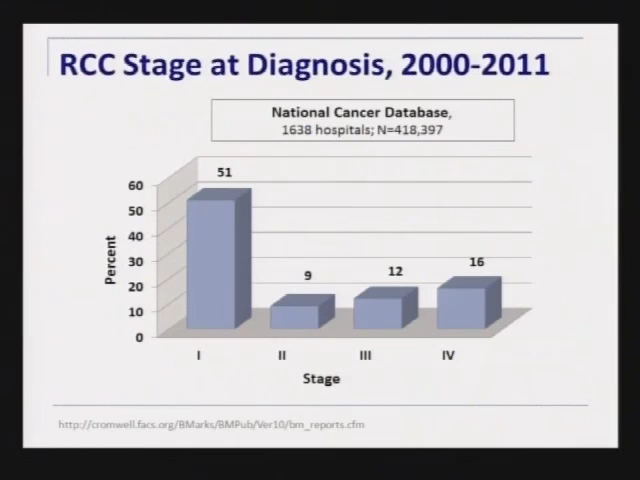 RCC Stage at Diagnosis, 2000-2011
National Cancer Database,
1638 hospitals; N=418,397
51
60
50
40
30
20
10
0
Percent
9
12
16
I
II
III
IV
Stage
http://cromwell.facs.org/BMarks/BMPub/Ver10/bm_reports.cfm